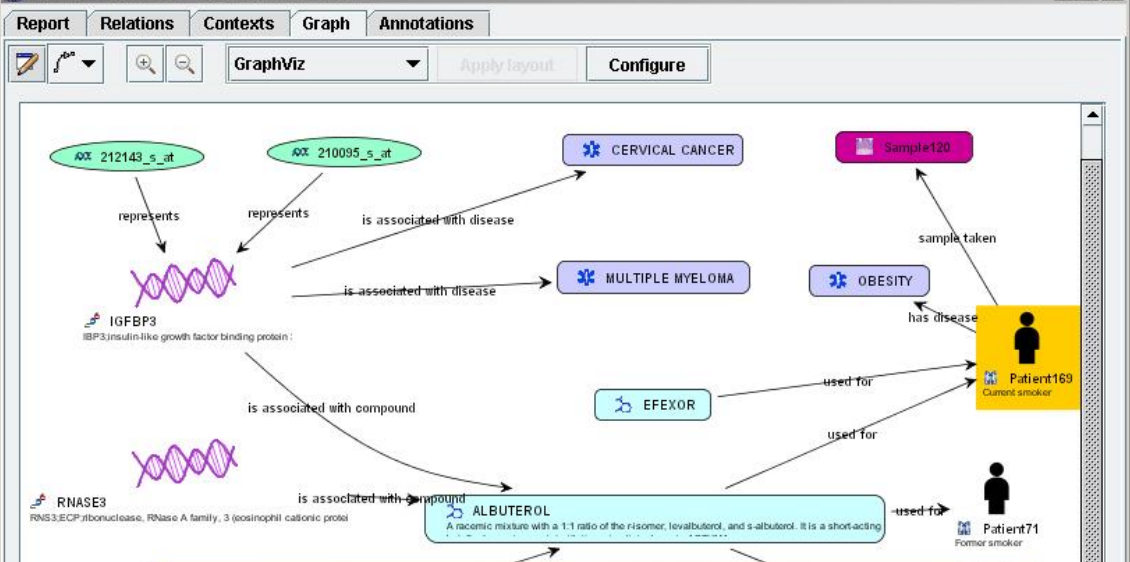 Report Relations Contexts Graph Annotations
GraphViz Apply layout Configure
212143_s_at
210095_s_at
CERVICAL CANCER
Sample120
represents
represents
is associated with disease
sample taken
MULTIPLE MYELOMA
OBESITY
is associated with disease
has disease
IGFBP3
IBP3;insulin-like growth factor binding protein
Patient169
Current smoker
used for
EFEXOR
is associated with compound
used for
RNASE3
RNS3;ECP;ribonuclease, RNase A family, 3 (eosinophil cationic protei
is associated with compound
ALBUTEROL
A racemic mixture with a 1:1 ratio of the r-isomer, levalbuterol, and s-albuterol. It is a short-acting
used for
Patient71
Former smoker